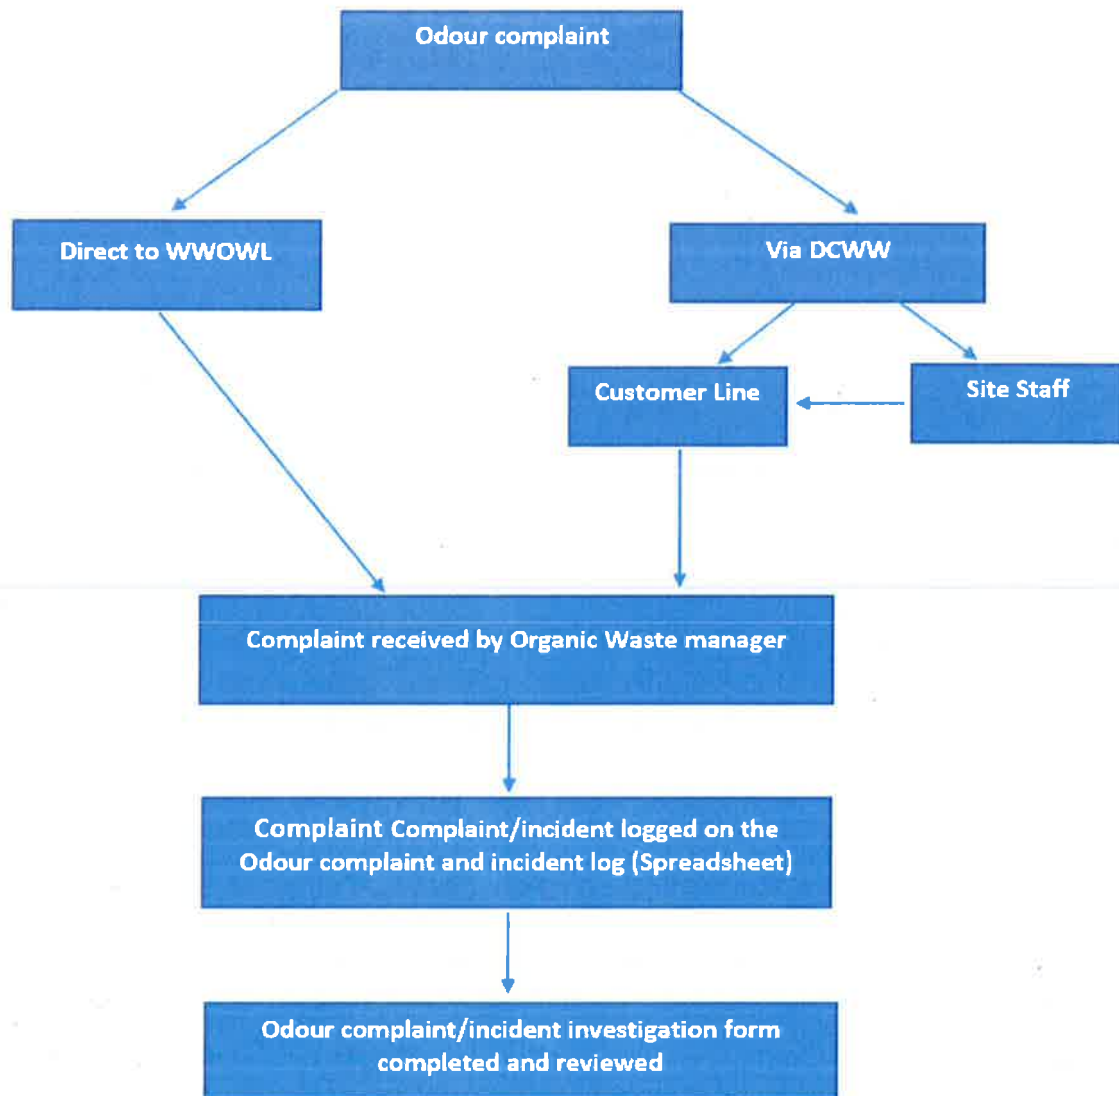 Odour complaint
Direct to WWOWL
Via DCWW
Customer Line
Site Staff
Complaint received by Organic Waste manager
Complaint Complaint/incident logged on the
Odour complaint and incident log (Spreadsheet)
Odour complaint/incident investigation form
completed and reviewed